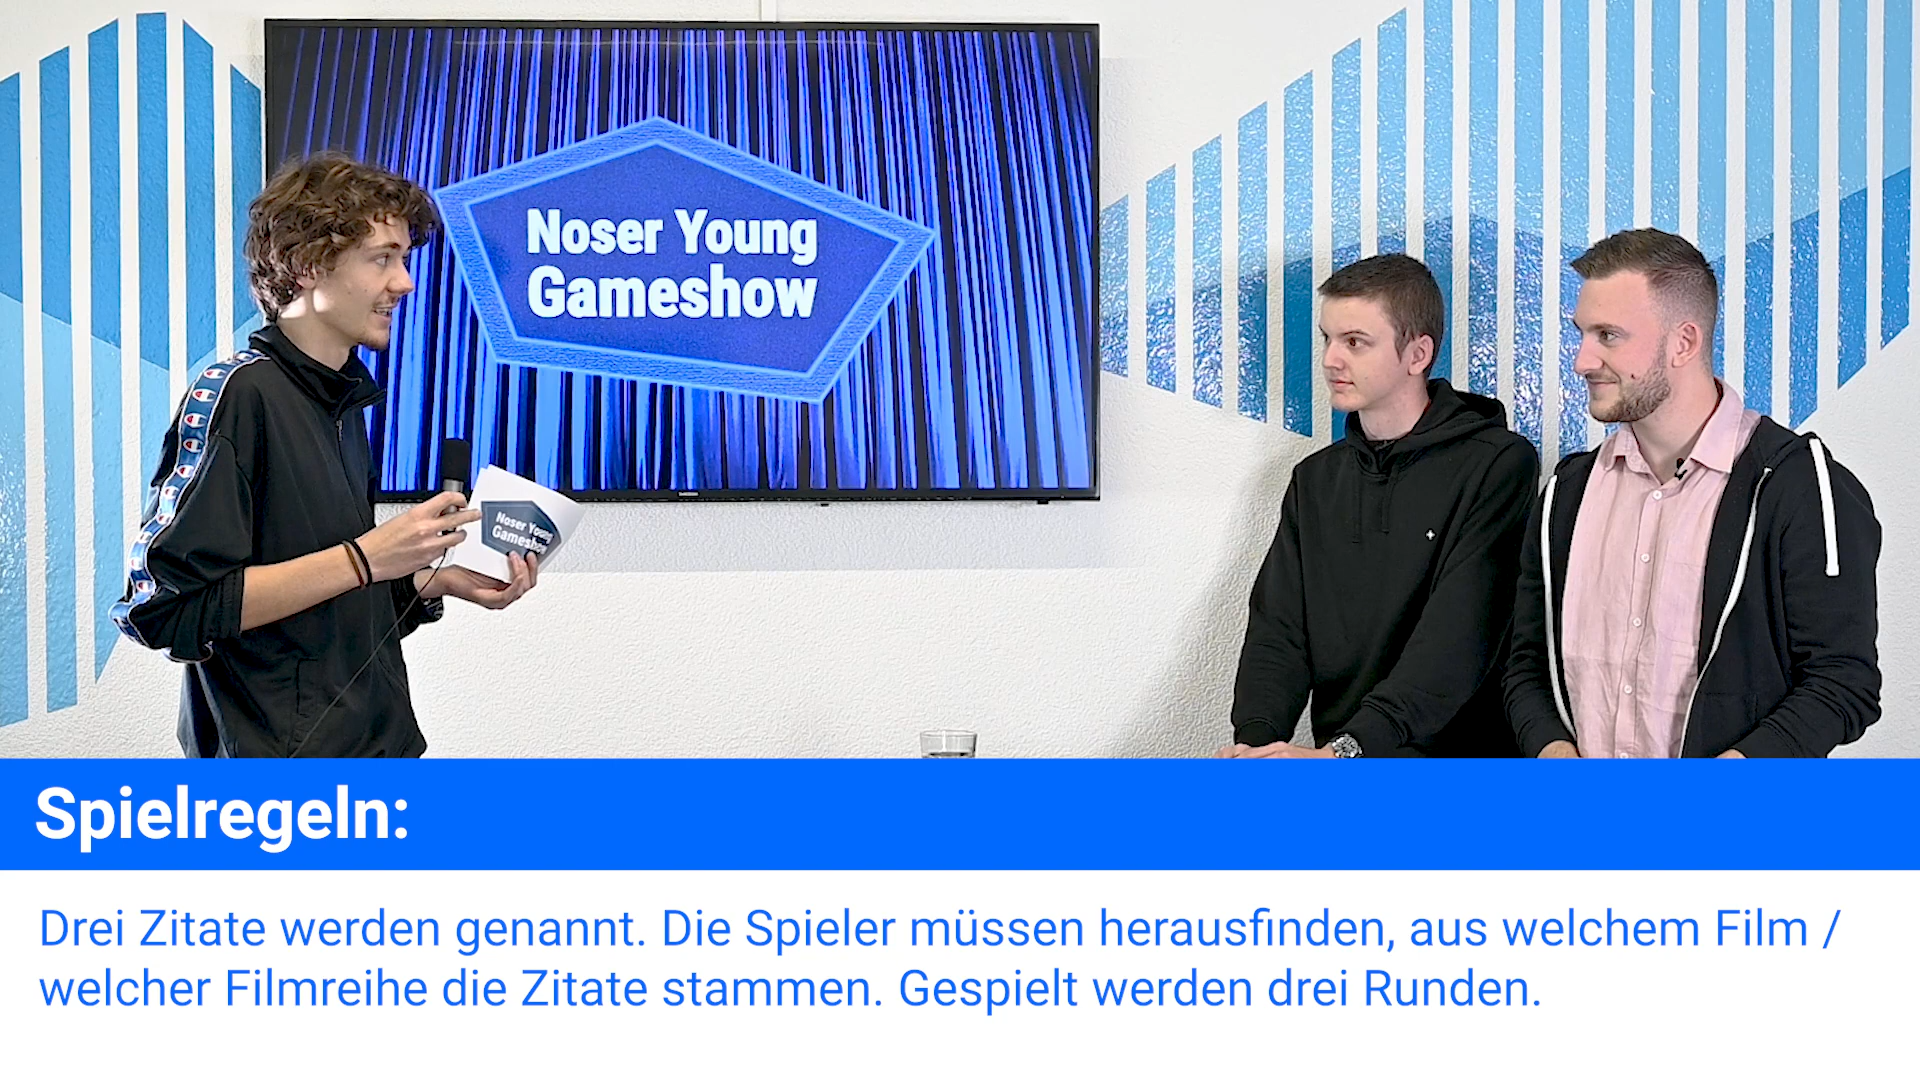 Noser Young
Gameshow
Noser Young
Gameshow
Spielregeln:
Drei Zitate werden genannt. Die Spieler müssen herausfinden, aus welchem Film /
welcher Filmreihe die Zitate stammen. Gespielt werden drei Runden.